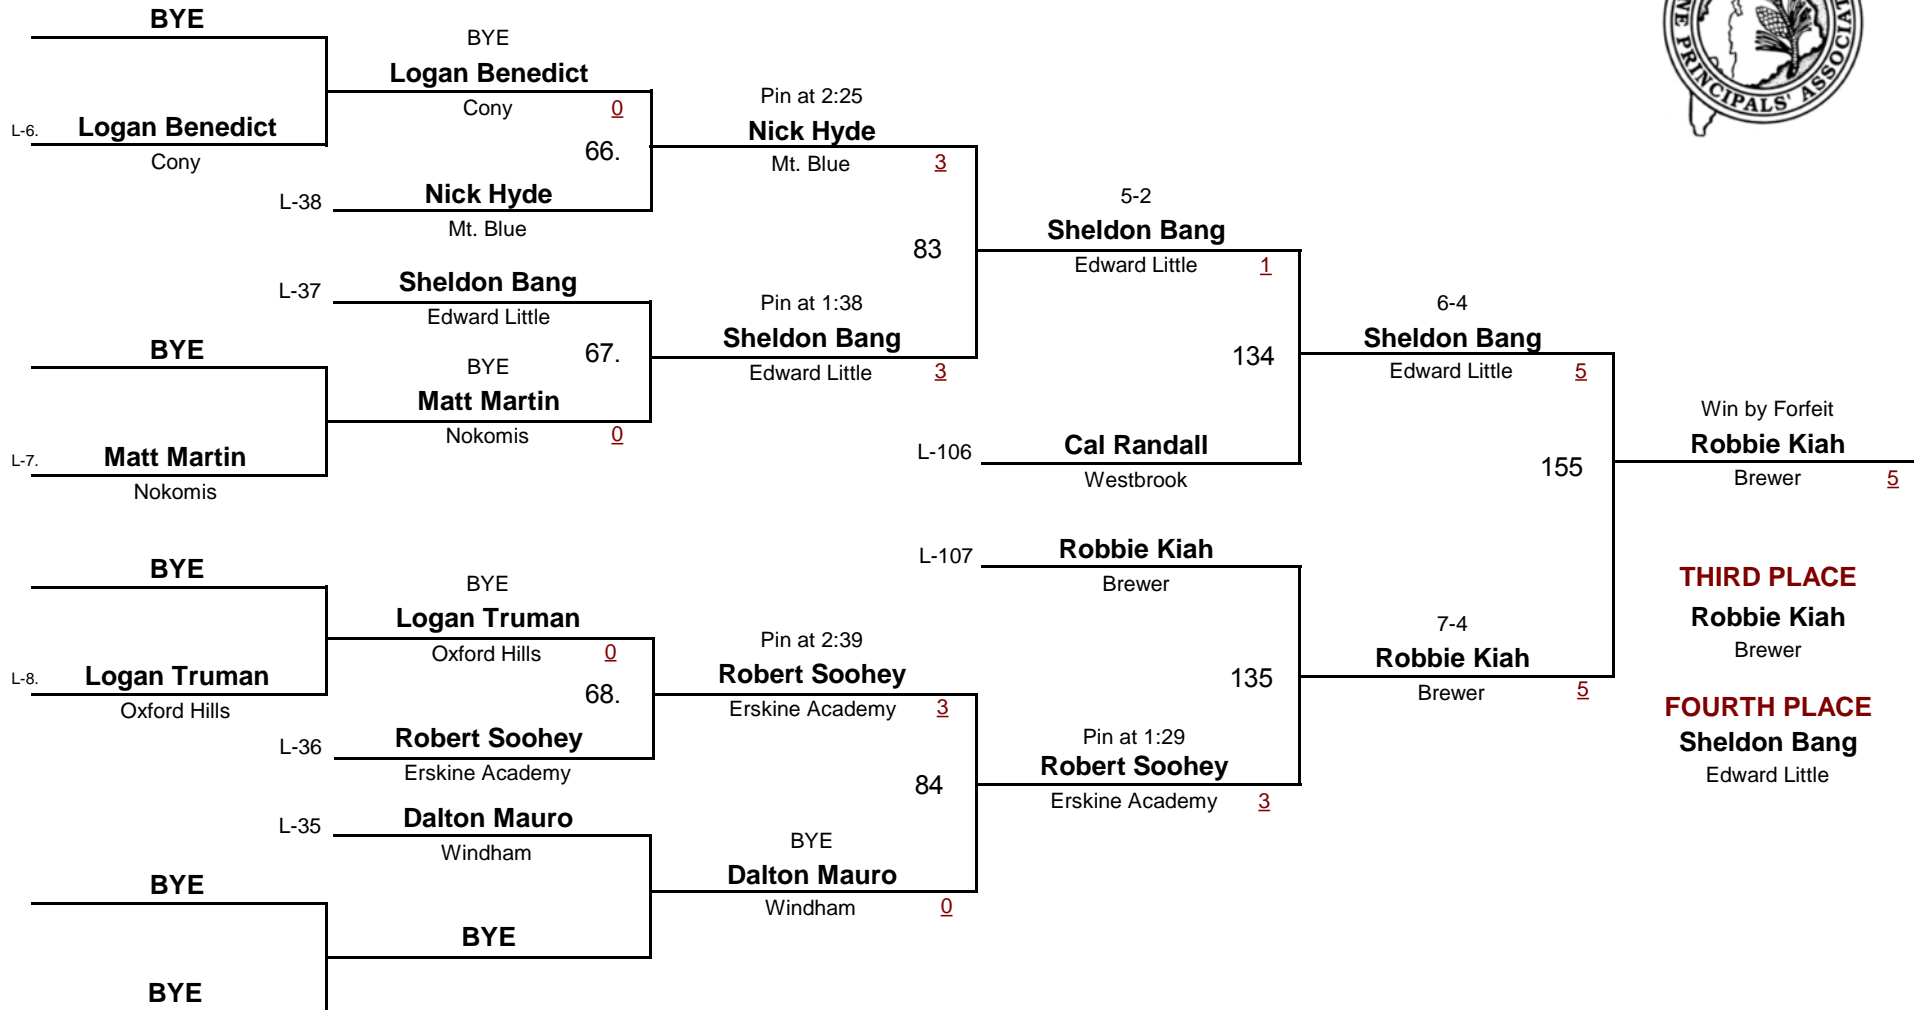 BYE
L-6.
Logan Benedict
Cony
BYE
Logan Benedict
Cony
0
66.
L-38
Nick Hyde
Mt. Blue
Pin at 2:25
Nick Hyde
Mt. Blue
3
L-37
Sheldon Bang
Edward Little
67.
BYE
L-7.
Matt Martin
Nokomis
BYE
Matt Martin
Nokomis
0
Pin at 1:38
Sheldon Bang
Edward Little
3
83
5-2
Sheldon Bang
Edward Little
1
134
L-106
Cal Randall
Westbrook
6-4
Sheldon Bang
Edward Little
5
155
Win by Forfeit
Robbie Kiah
Brewer
5
BYE
L-8.
Logan Truman
Oxford Hills
BYE
Logan Truman
Oxford Hills
0
68.
L-36
Robert Soohey
Erskine Academy
Pin at 2:39
Robert Soohey
Erskine Academy
3
84
L-35
Dalton Mauro
Windham
BYE
BYE
BYE
BYE
Dalton Mauro
Windham
0
L-107
Robbie Kiah
Brewer
135
Pin at 1:29
Robert Soohey
Erskine Academy
3
7-4
Robbie Kiah
Brewer
5
THIRD PLACE
Robbie Kiah
Brewer
FOURTH PLACE
Sheldon Bang
Edward Little
PRINCIPALS'